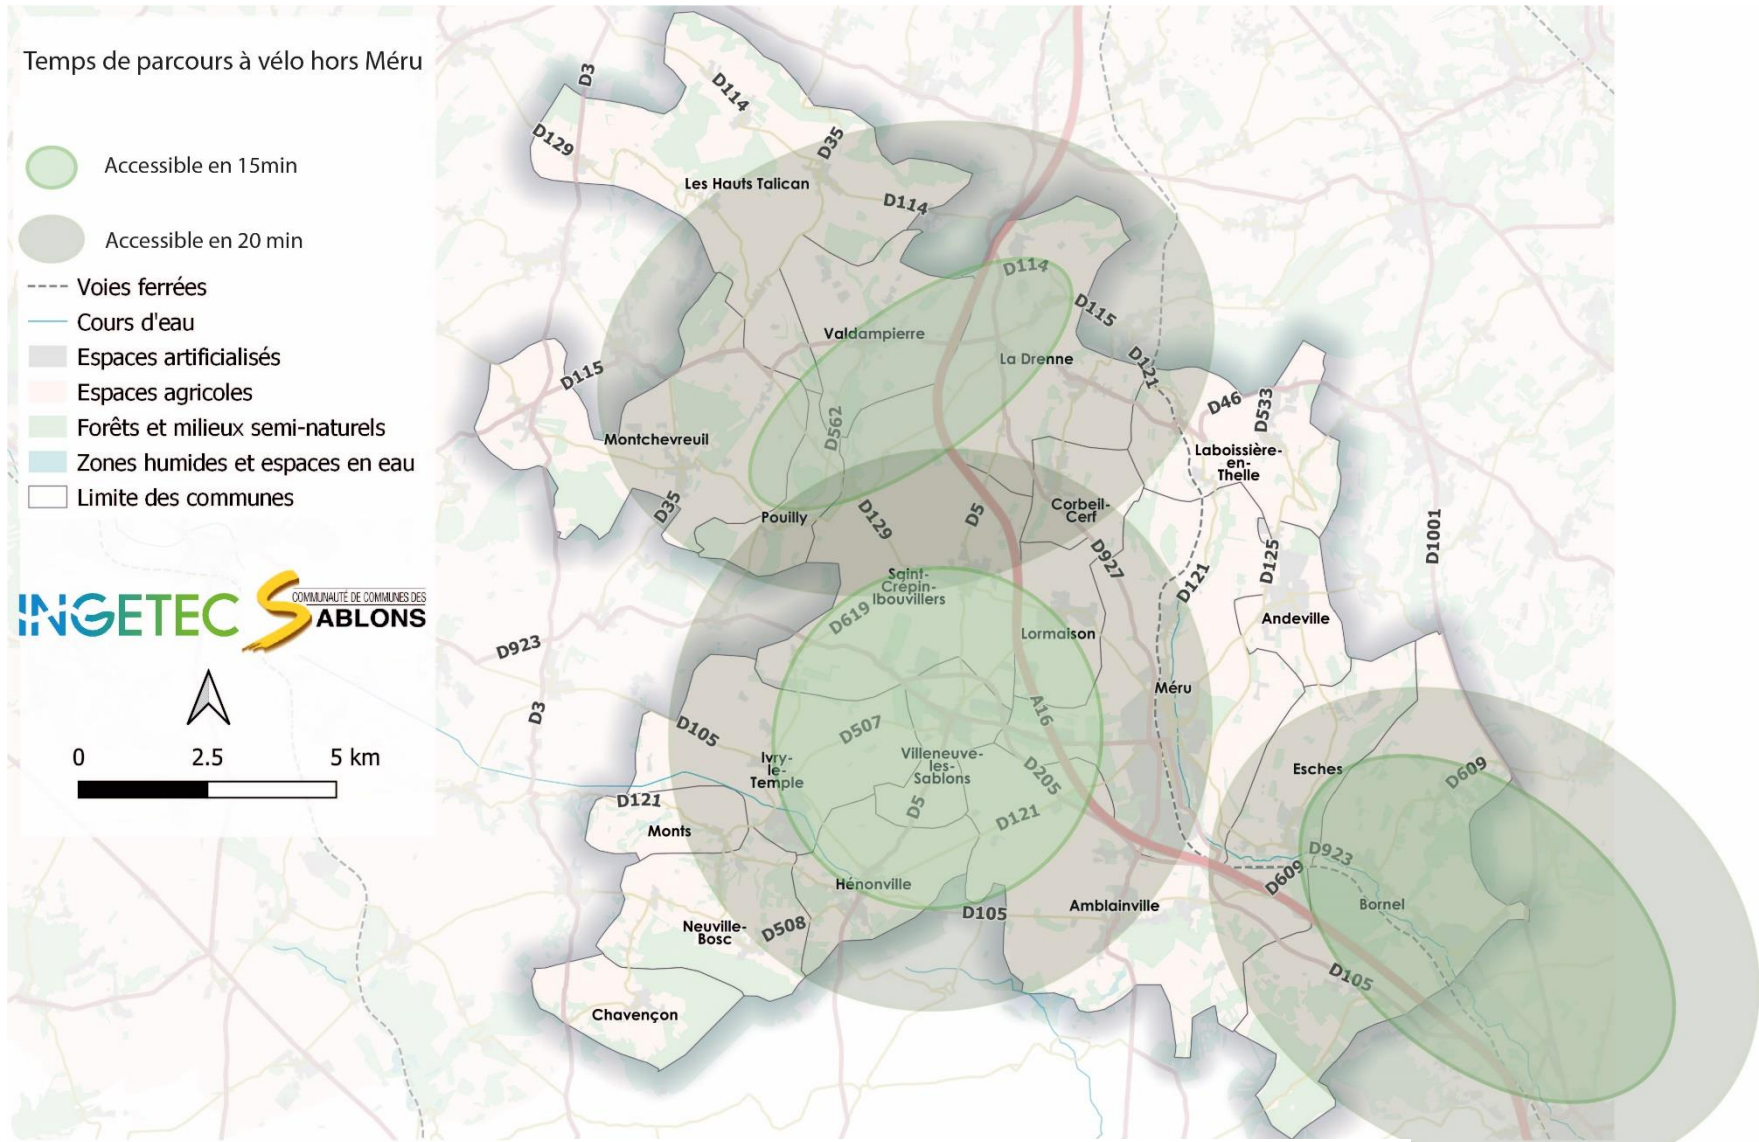 Temps de parcours à vélo hors Méru
Accessible en 15min
Accessible en 20 min
Voies ferrées
Cours d'eau
Espaces artificialisés
Espaces agricoles
Forêts et milieux semi-naturels
Zones humides et espaces en eau
Limite des communes
INGETEC
COMMUNAUTÉ DE COMMUNES DES
SABLONS
0 2.5 5 km
D3
D114
D129
D35
Les Hauts Talican
D114
D114
D115
Valdampierre
La Drenne
D121
D115
D46
D533
D562
Montchevreuil
Laboissière-
en-
Thelle
D35
Pouilly
D129
D5
Corbeil-
Cerf
D1001
D927
D125
D121
Saint-
Crépin-
Ibouvillers
D619
Lormaison
Andeville
D923
D3
Méru
D105
D507
A16
Ivry-
le-
Temple
Villeneuve-
les-
Sablons
D205
Esches
D609
D121
D5
D121
Monts
D923
D609
Hénonville
Bornel
D105
Amblainville
Neuville-
Bosc
D508
D105
Chavençon